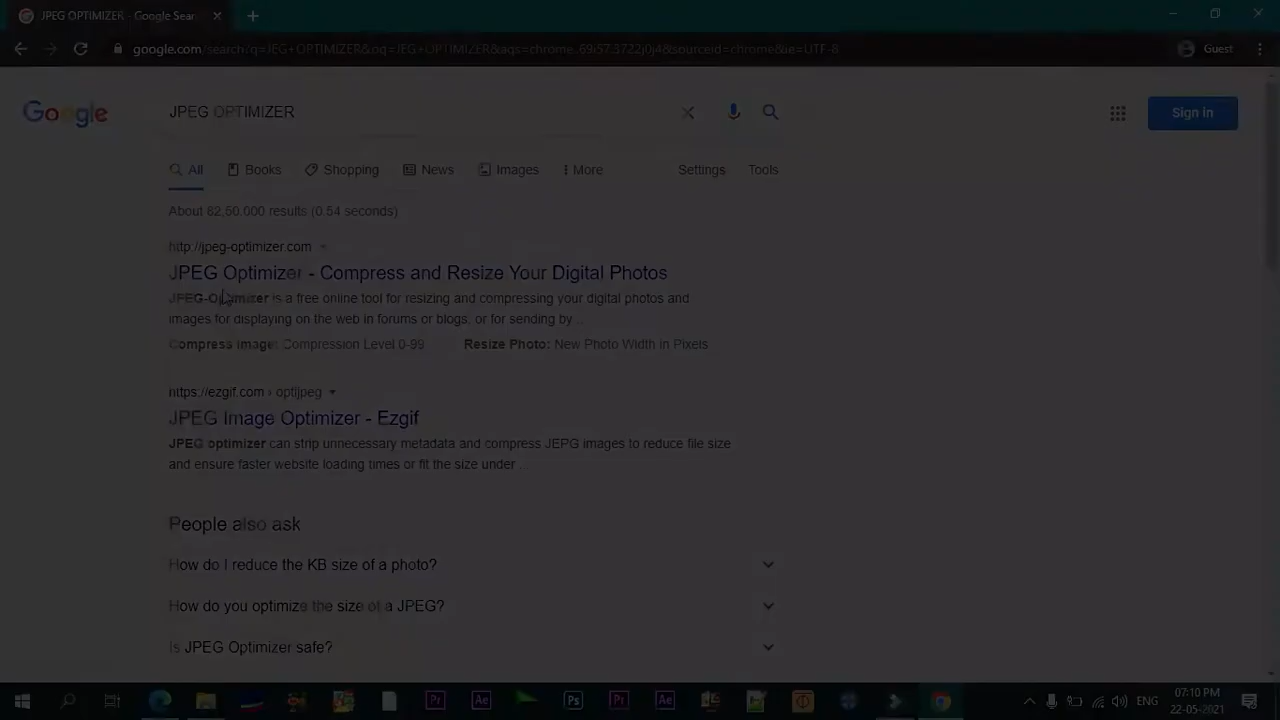 JPEG OPTIMIZER - Google Sear
google.com/search?q=JEG+OPTIMIZER&oq=JEG+OPTIMIZER&aqs=chrome..69i57.3722j0j4&sourceid=chrome&ie=UTF-8
Guest
Google
JPEG OPTIMIZER
Sign in
All
Books
Shopping
News
Images
More
Settings
Tools
About 82,50,000 results (0.54 seconds)
http://jpeg-optimizer.com
JPEG Optimizer - Compress and Resize Your Digital Photos
JPEG-Optimizer is a free online tool for resizing and compressing your digital photos and
images for displaying on the web in forums or blogs, or for sending by...
Compress Image: Compression Level 0-99 Resize Photo: New Photo Width in Pixels
https://ezgif.com › optijpeg
JPEG Image Optimizer - Ezgif
JPEG optimizer can strip unnecessary metadata and compress JEPG images to reduce file size
and ensure faster website loading times or fit the size under ...
People also ask
How do I reduce the KB size of a photo?
How do you optimize the size of a JPEG?
Is JPEG Optimizer safe?
Pr
Ae
Ps
Pr
Ae
ENG
07:10 PM
22-05-2021